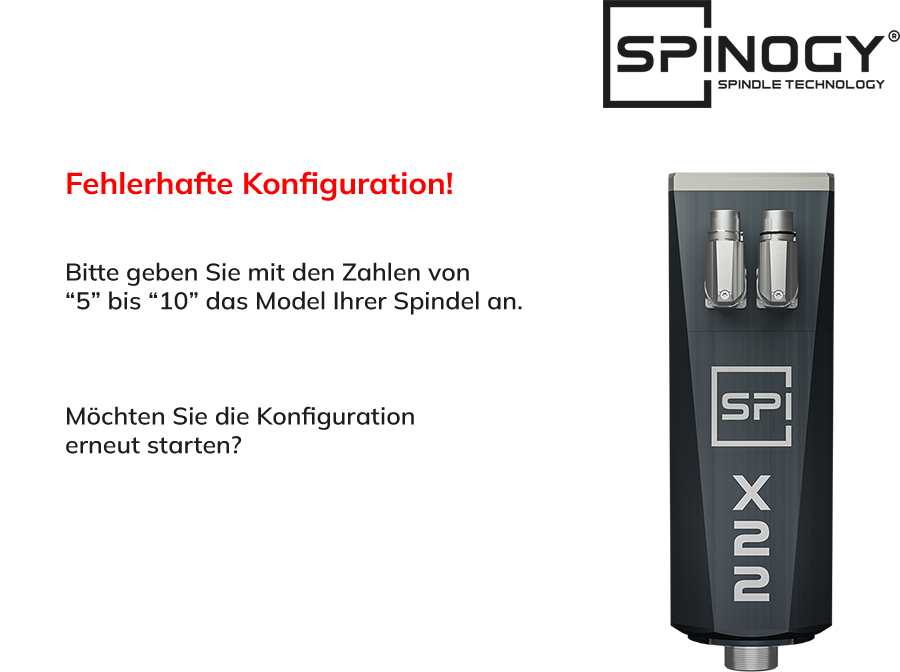 SPINOGY®
SPINDLE TECHNOLOGY
Fehlerhafte Konfiguration!
Bitte geben Sie mit den Zahlen von
“5” bis “10” das Model Ihrer Spindel an.
Möchten Sie die Konfiguration
erneut starten?
SPI
X22